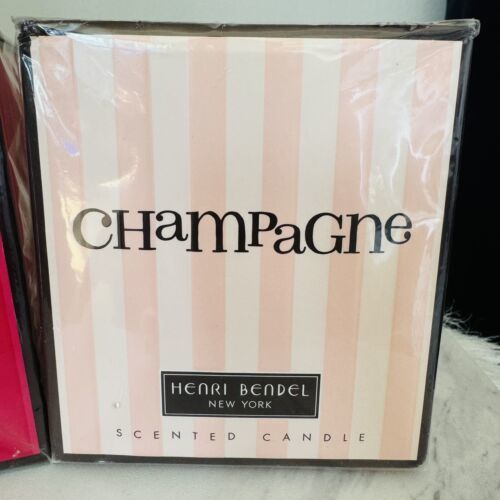 CHamPaGne
HENRI BENDEL
NEW YORK
SCENTED CANDLE